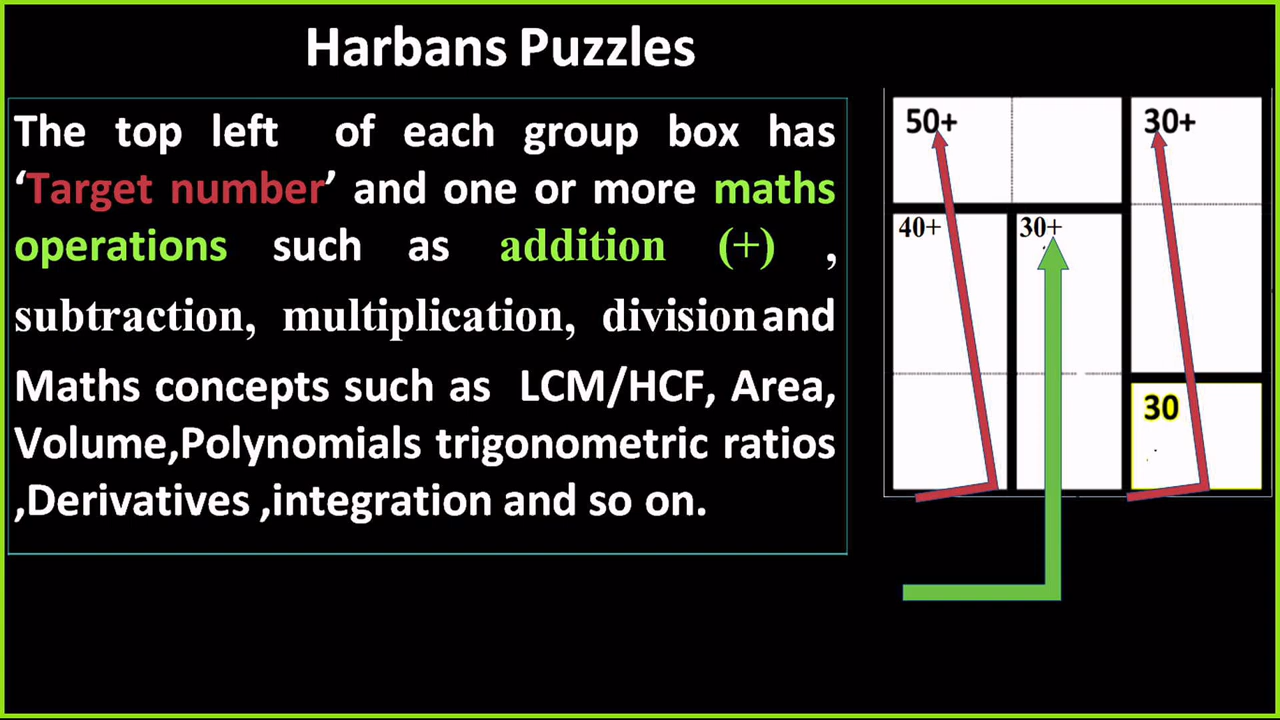 Harbans Puzzles
The top left of each group box has
‘Target number’ and one or more maths
operations such as addition (+) ,
subtraction, multiplication, division and
Maths concepts such as LCM/HCF, Area,
Volume,Polynomials trigonometric ratios
,Derivatives ,integration and so on.
50+
30+
40+
30+
30